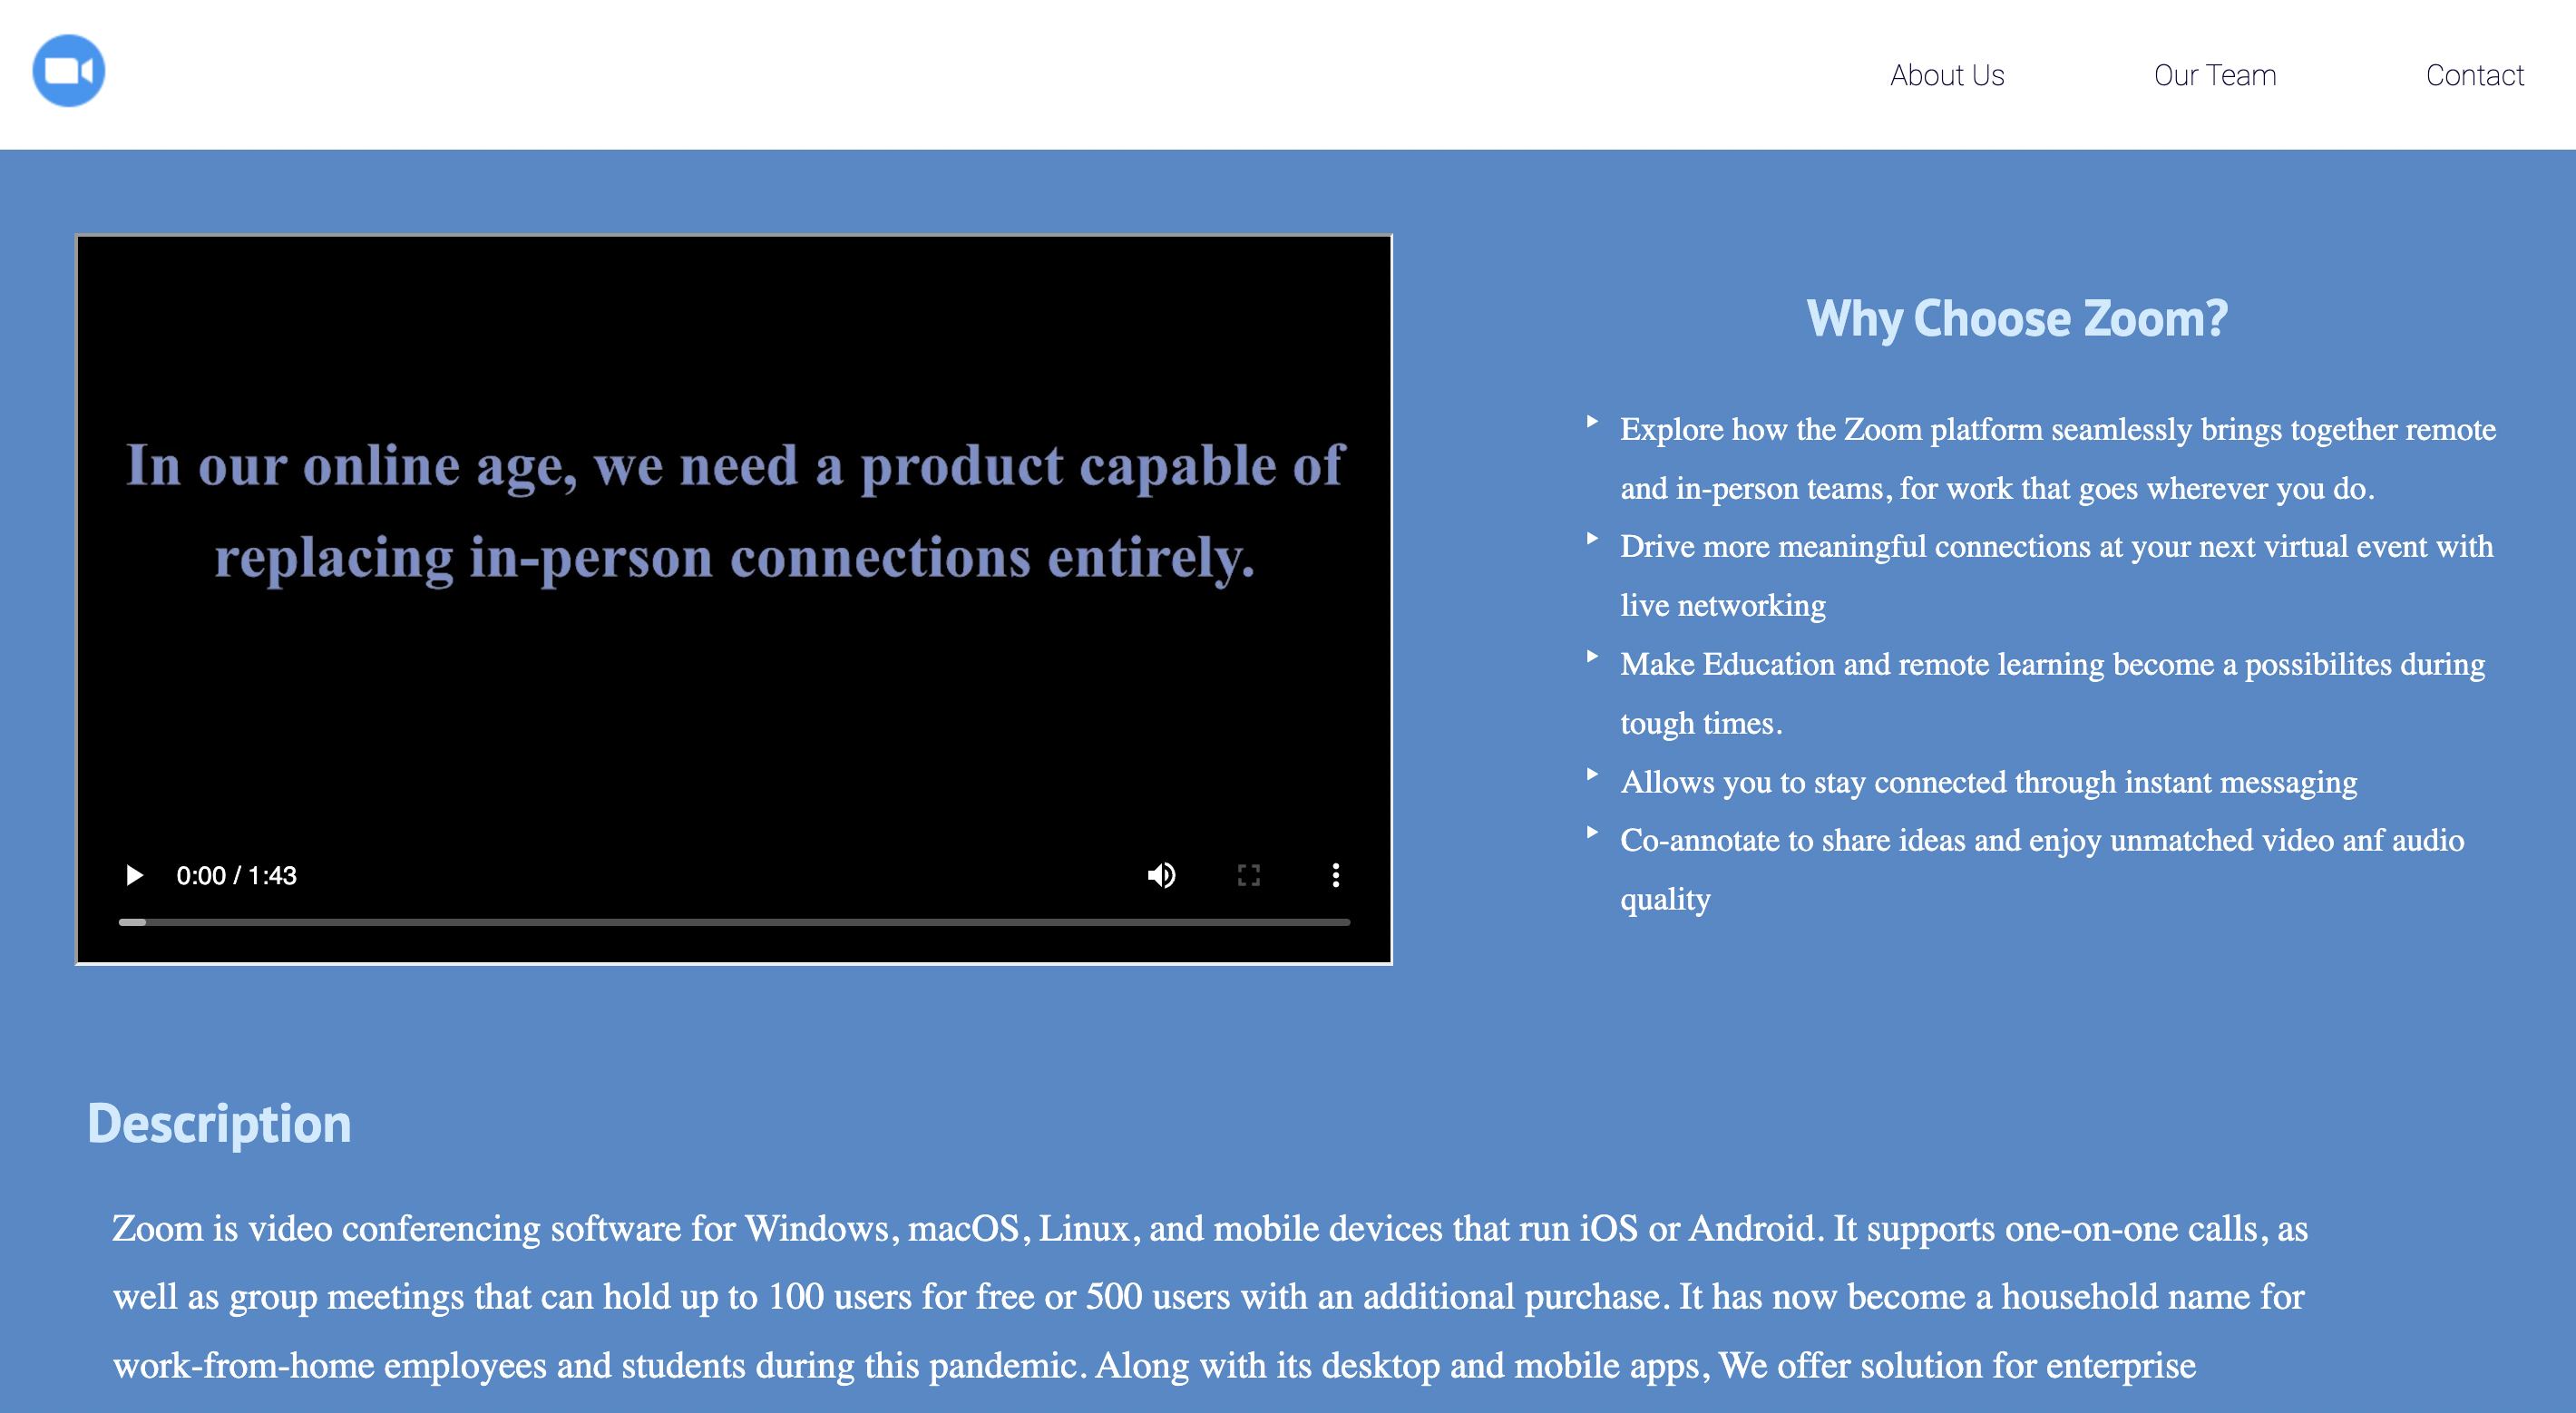 About Us
Our Team
Contact
In our online age, we need a product capable of
replacing in-person connections entirely.
0:00 / 1:43
Why Choose Zoom?
Explore how the Zoom platform seamlessly brings together remote
and in-person teams, for work that goes wherever you do.
Drive more meaningful connections at your next virtual event with
live networking
Make Education and remote learning become a possibilites during
tough times.
Allows you to stay connected through instant messaging
Co-annotate to share ideas and enjoy unmatched video anf audio
quality
Description
Zoom is video conferencing software for Windows, macOS, Linux, and mobile devices that run iOS or Android. It supports one-on-one calls, as
well as group meetings that can hold up to 100 users for free or 500 users with an additional purchase. It has now become a household name for
work-from-home employees and students during this pandemic. Along with its desktop and mobile apps, We offer solution for enterprise